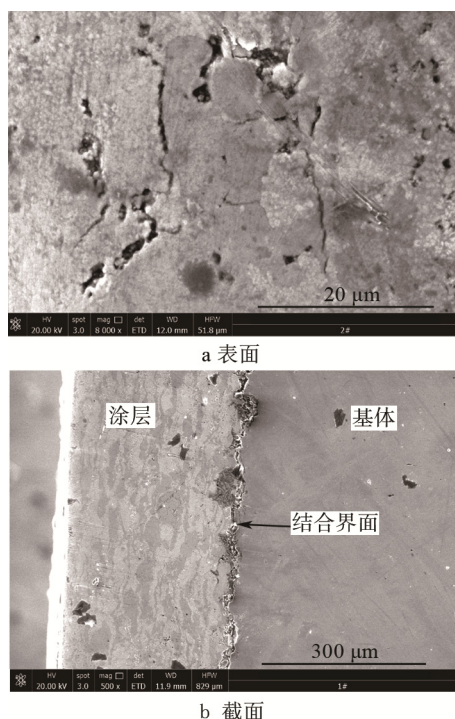 20 μm
HV spot mag □ det WD HFW
20.00 kV 3.0 8 000 x ETD 12.0 mm 51.8 μm 2#
a 表面
涂层 基体
结合界面
300 μm
HV spot mag □ det WD HFW
20.00 kV 3.0 500 x ETD 11.9 mm 829 μm 1#
b 截面